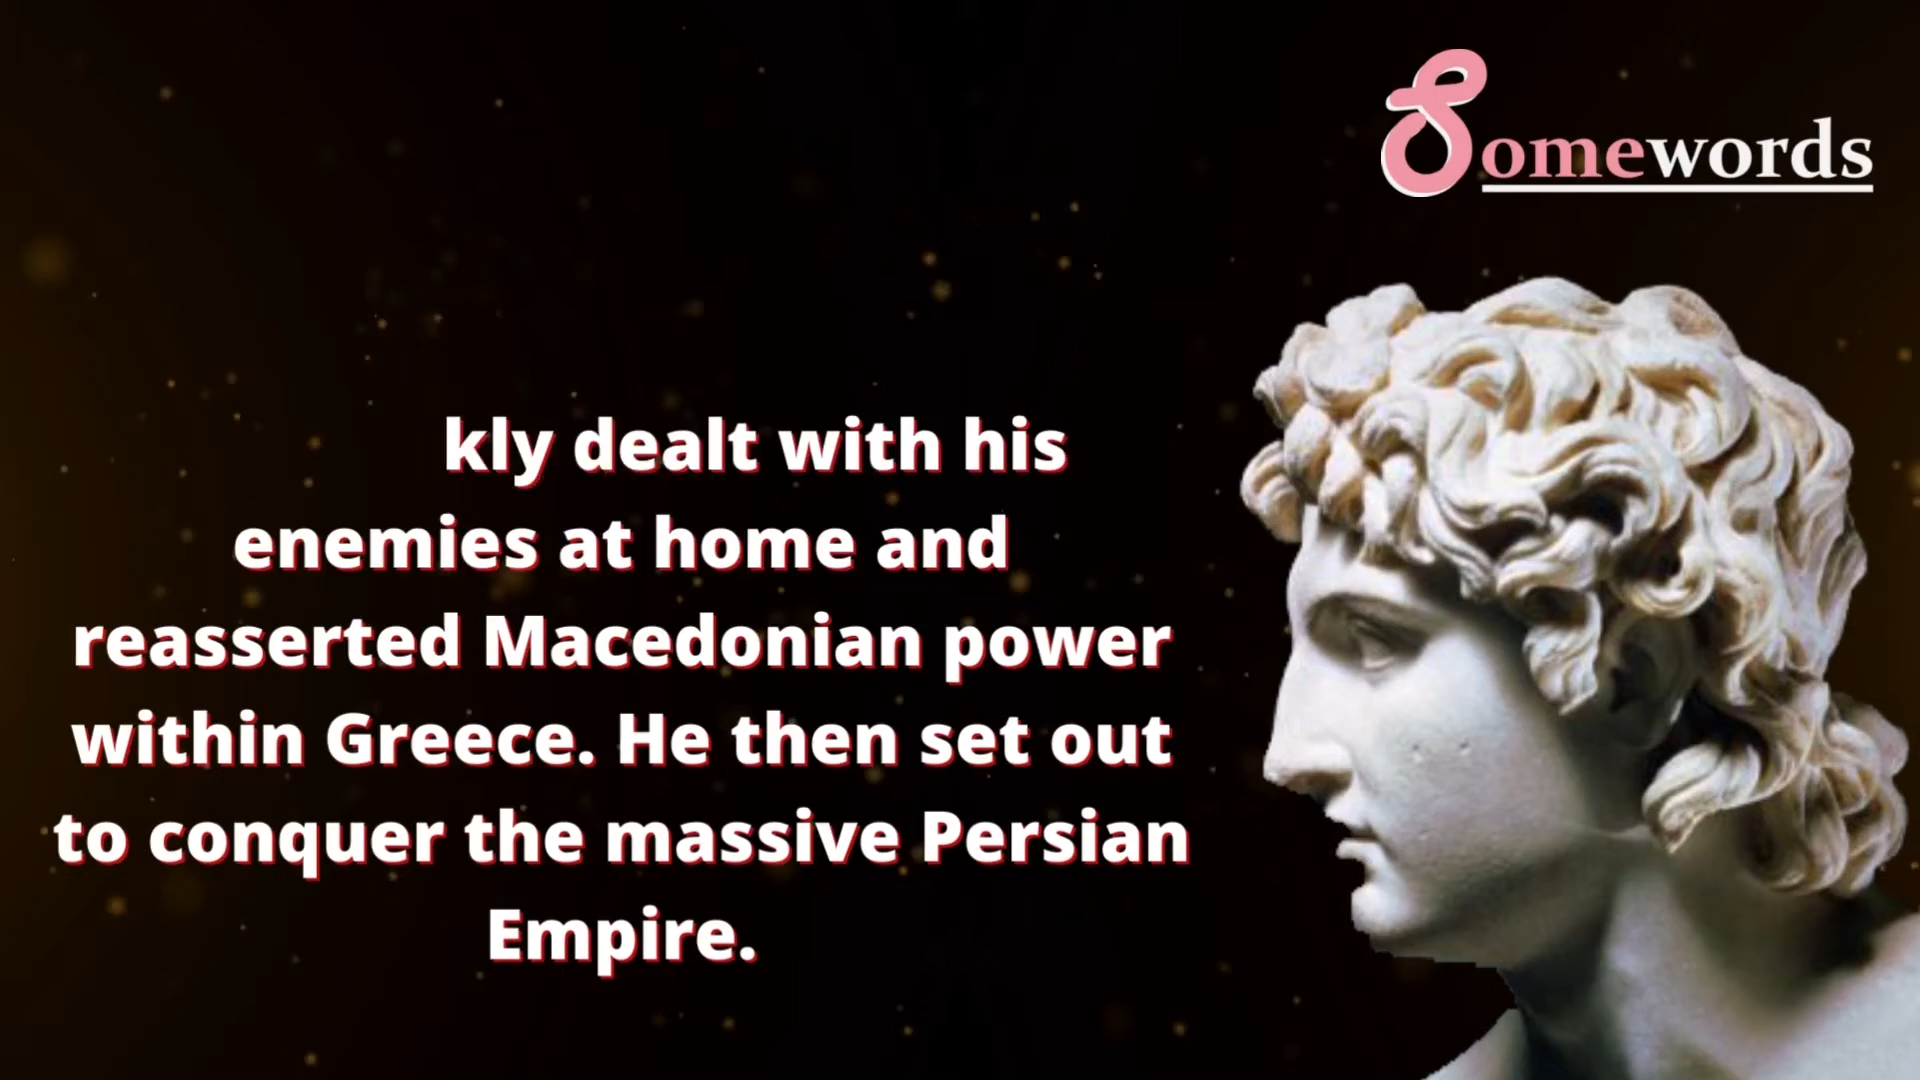 Somewords
kly dealt with his
enemies at home and
reasserted Macedonian power
within Greece. He then set out
to conquer the massive Persian
Empire.